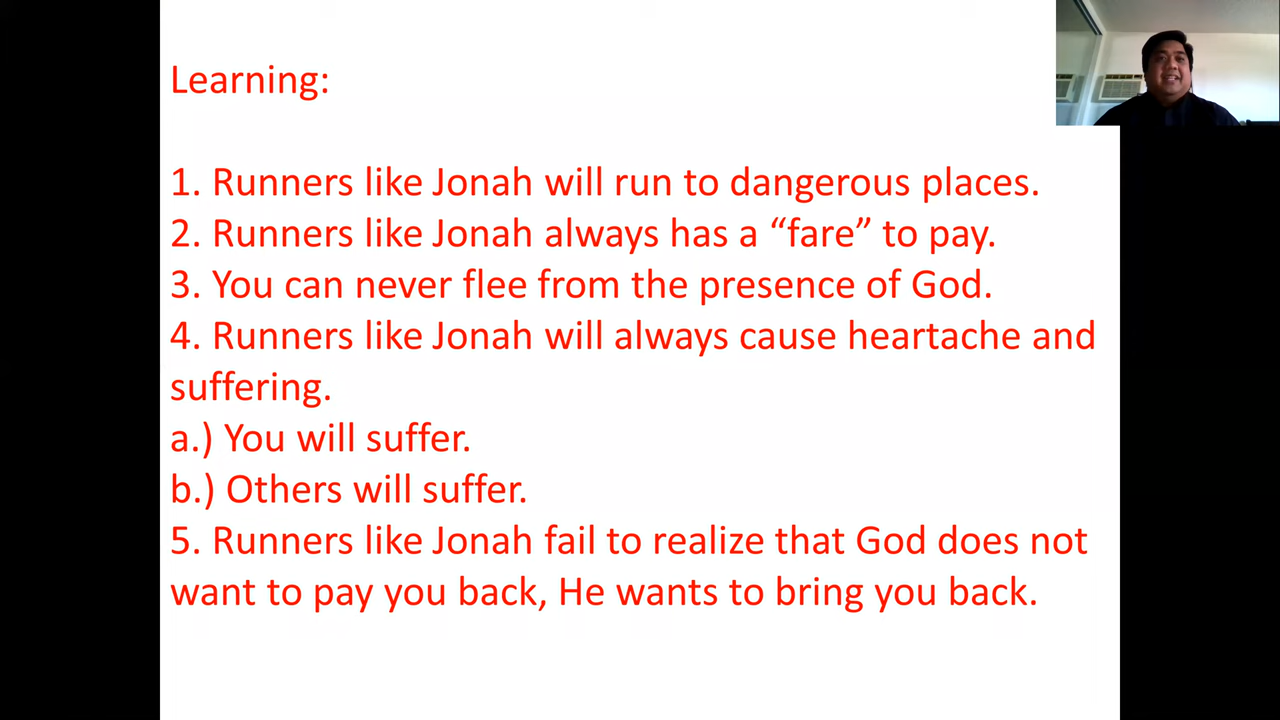 Learning:
1. Runners like Jonah will run to dangerous places.
2. Runners like Jonah always has a “fare” to pay.
3. You can never flee from the presence of God.
4. Runners like Jonah will always cause heartache and
suffering.
a.) You will suffer.
b.) Others will suffer.
5. Runners like Jonah fail to realize that God does not
want to pay you back, He wants to bring you back.